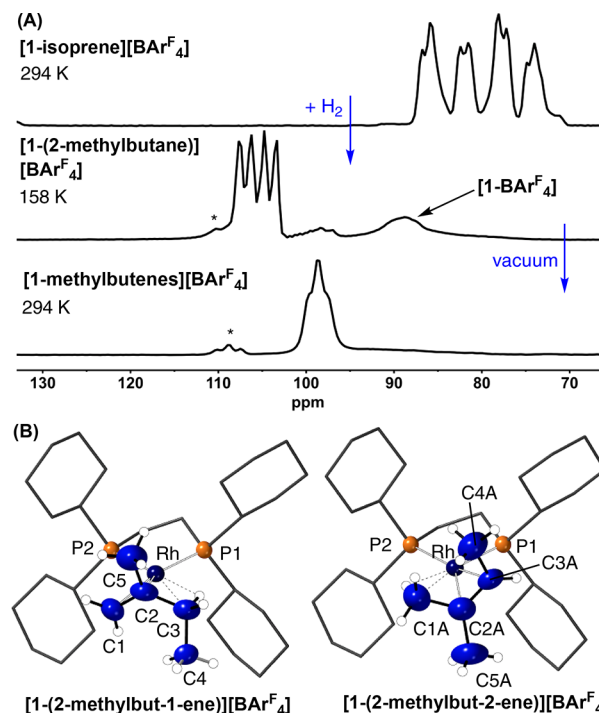 (A)
[1-isoprene][BArF4]
294 K
+ H2
[1-(2-methylbutane)]
[BArF4]
158 K
[1-BArF4]
*
vacuum
[1-methylbutenes][BArF4]
294 K
*
130 120 110 100 90 80 70
ppm
(B)
C4A
P2 Rh P1
P2 Rh P1
C3A
C5
C2
C1 C3
C1A C2A
C4
C5A
[1-(2-methylbut-1-ene)][BArF4]
[1-(2-methylbut-2-ene)][BArF4